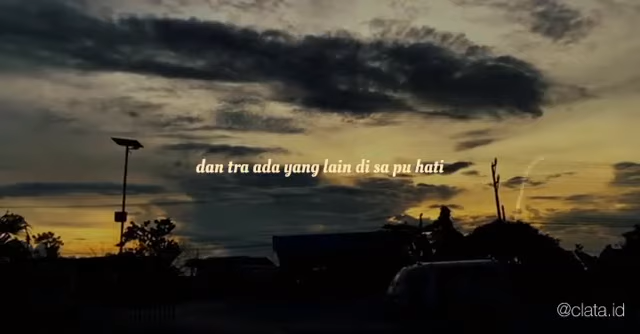 dan tra ada yang lain di sa pu hati
@clata.id